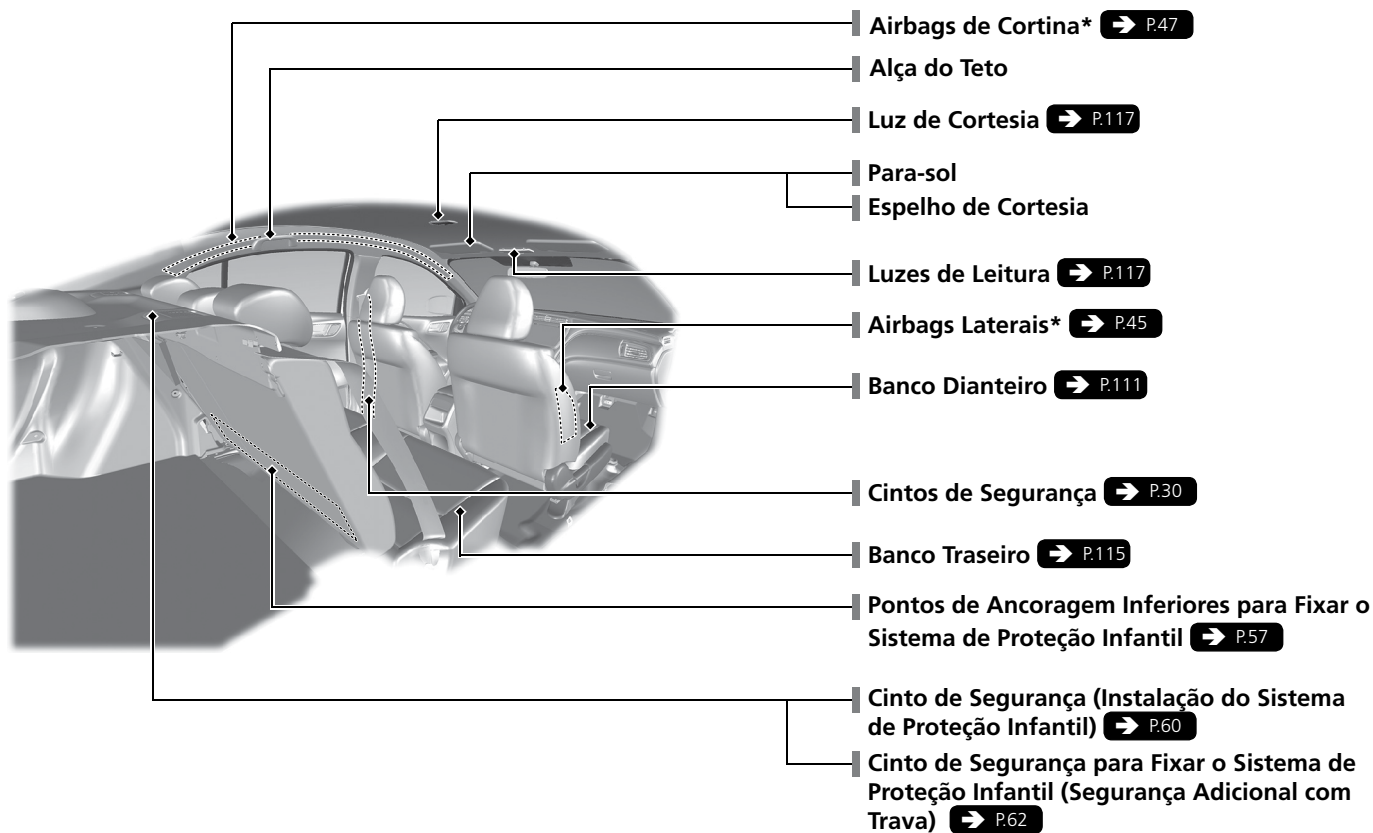 Airbags de Cortina* P.47
Alça do Teto
Luz de Cortesia P.117
Para-sol
Espelho de Cortesia
Luzes de Leitura P.117
Airbags Laterais* P.45
Banco Dianteiro P.111
Cintos de Segurança P.30
Banco Traseiro P.115
Pontos de Ancoragem Inferiores para Fixar o
Sistema de Proteção Infantil P.57
Cinto de Segurança (Instalação do Sistema
de Proteção Infantil) P.60
Cinto de Segurança para Fixar o Sistema de
Proteção Infantil (Segurança Adicional com
Trava) P.62